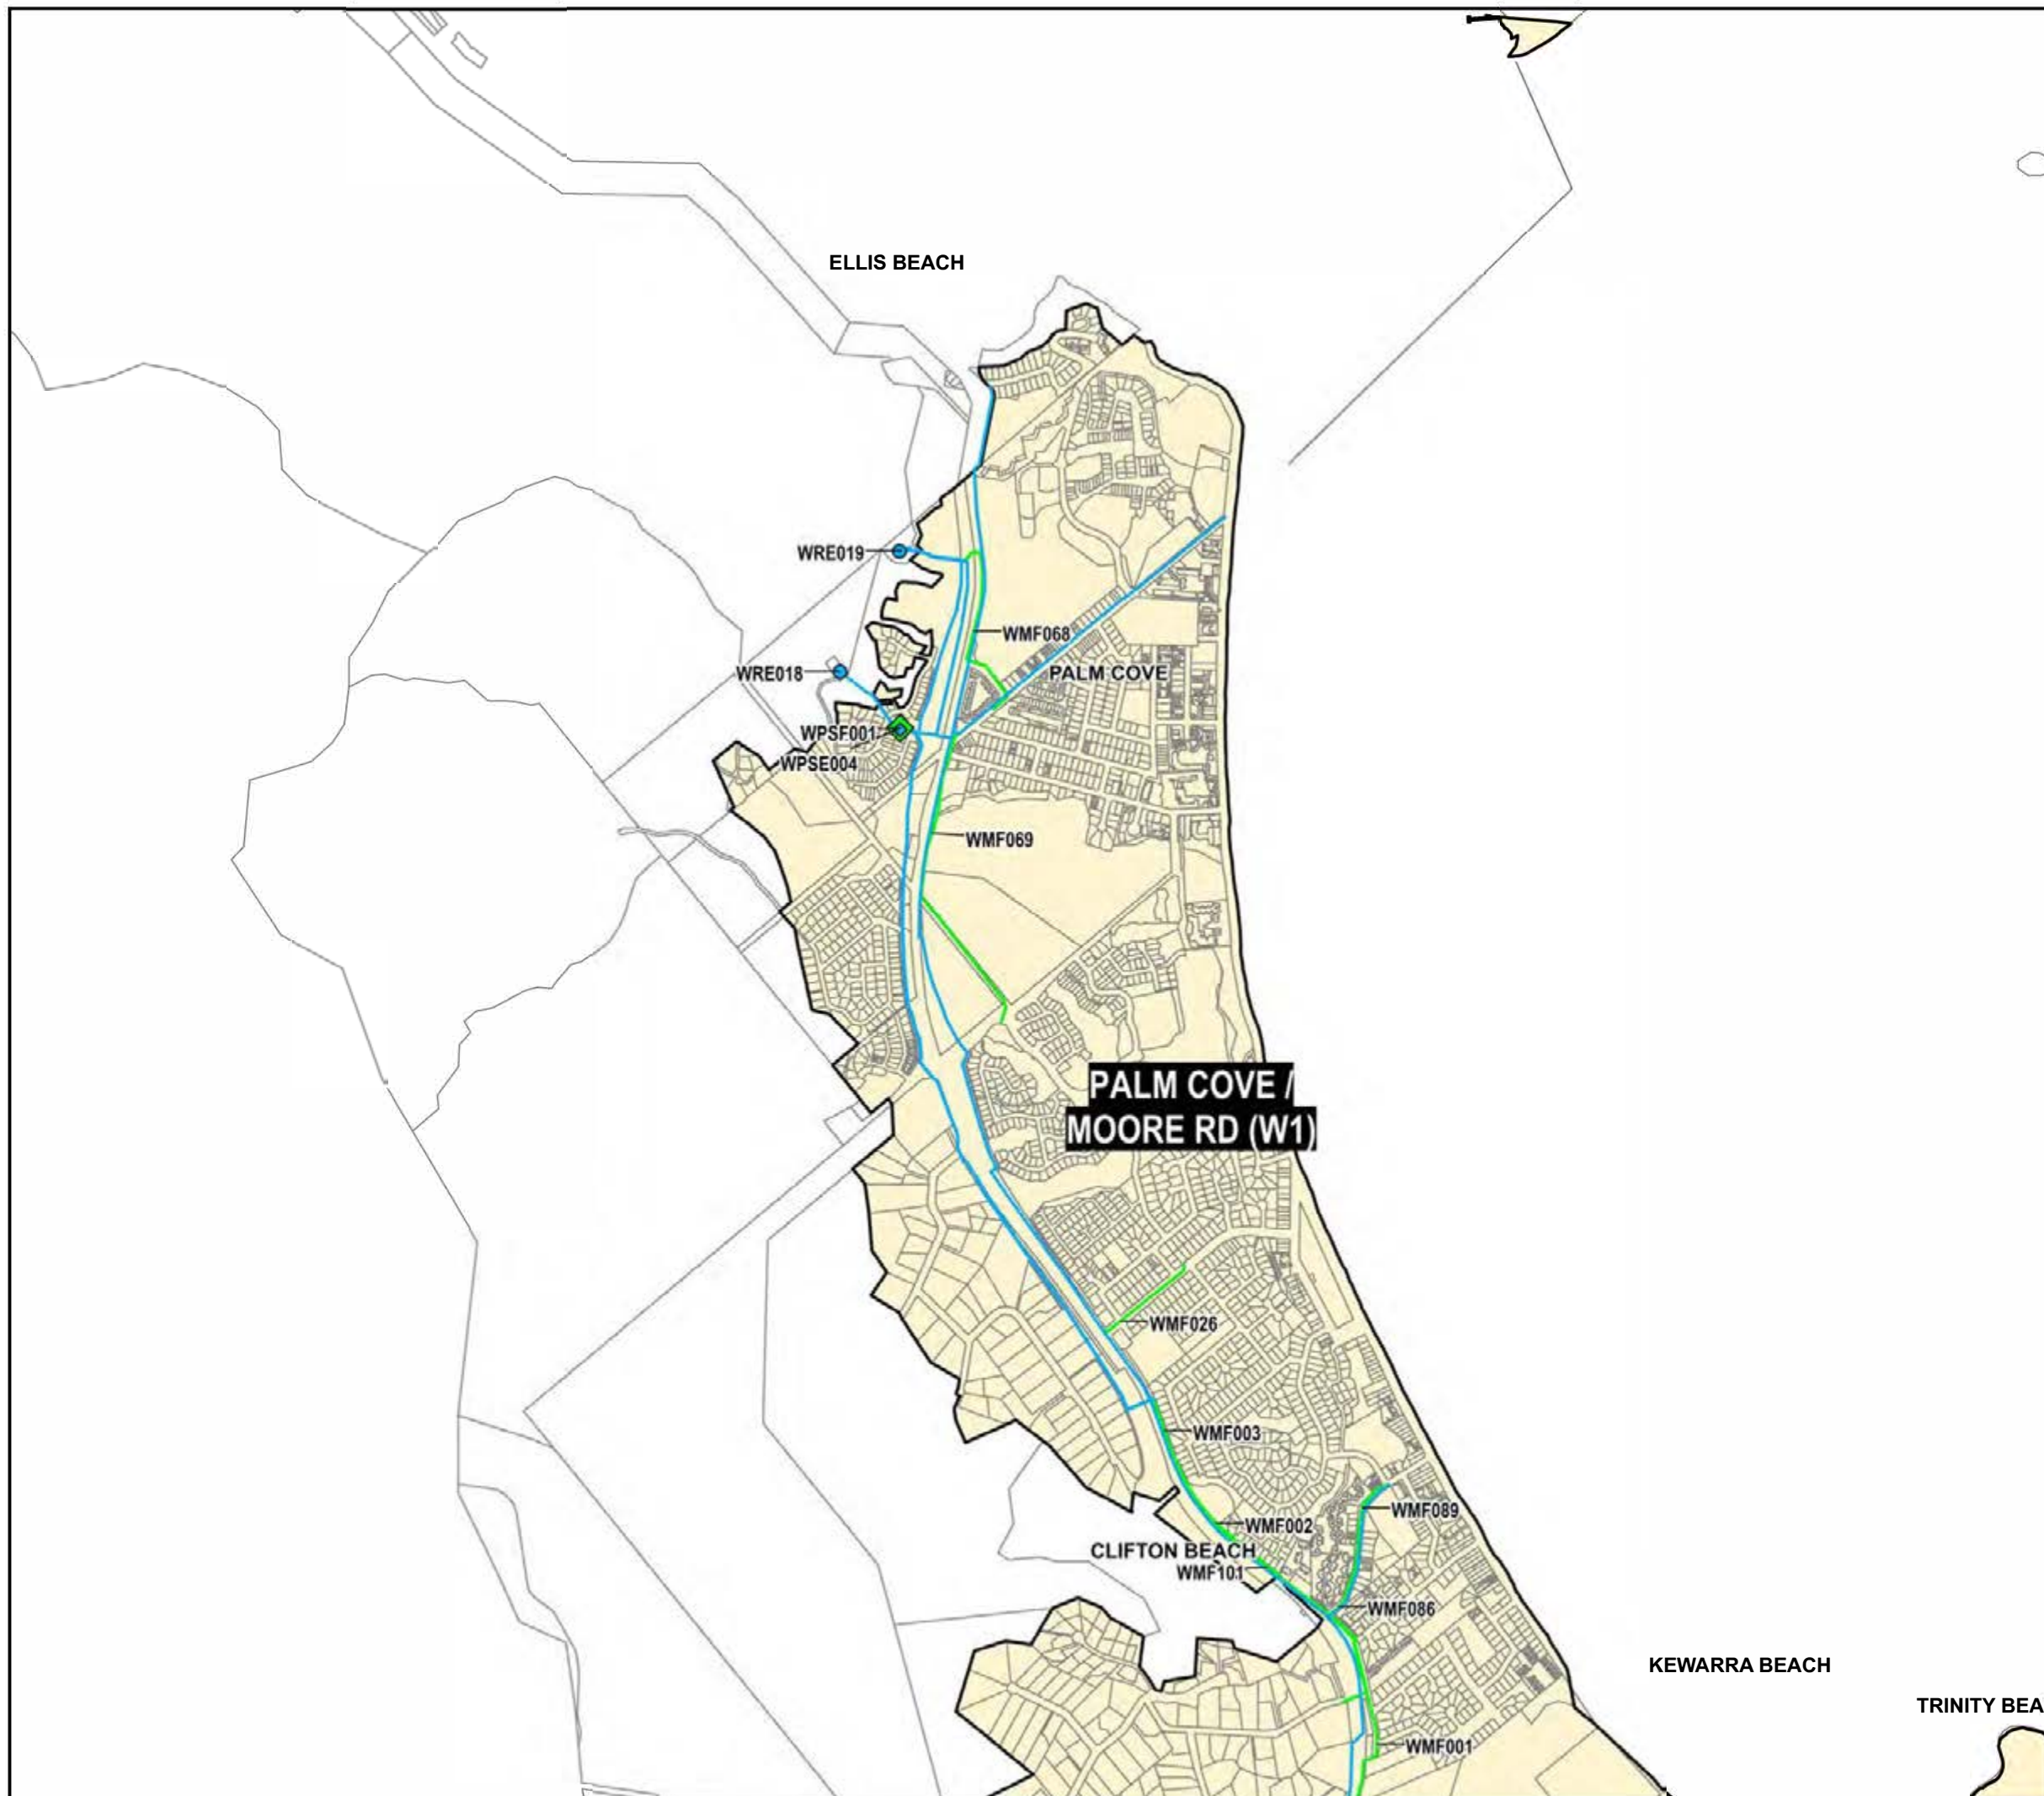 ELLIS BEACH
WRE019
WMF068
PALM COVE
WRE018
WPSF001
WPSE004
WMF069
PALM COVE /
MOORE RD (W1)
WMF026
WMF003
WMF089
WMF002
CLIFTON BEACH
WMF101
WMF086
KEWARRA BEACH
TRINITY BEA
WMF001